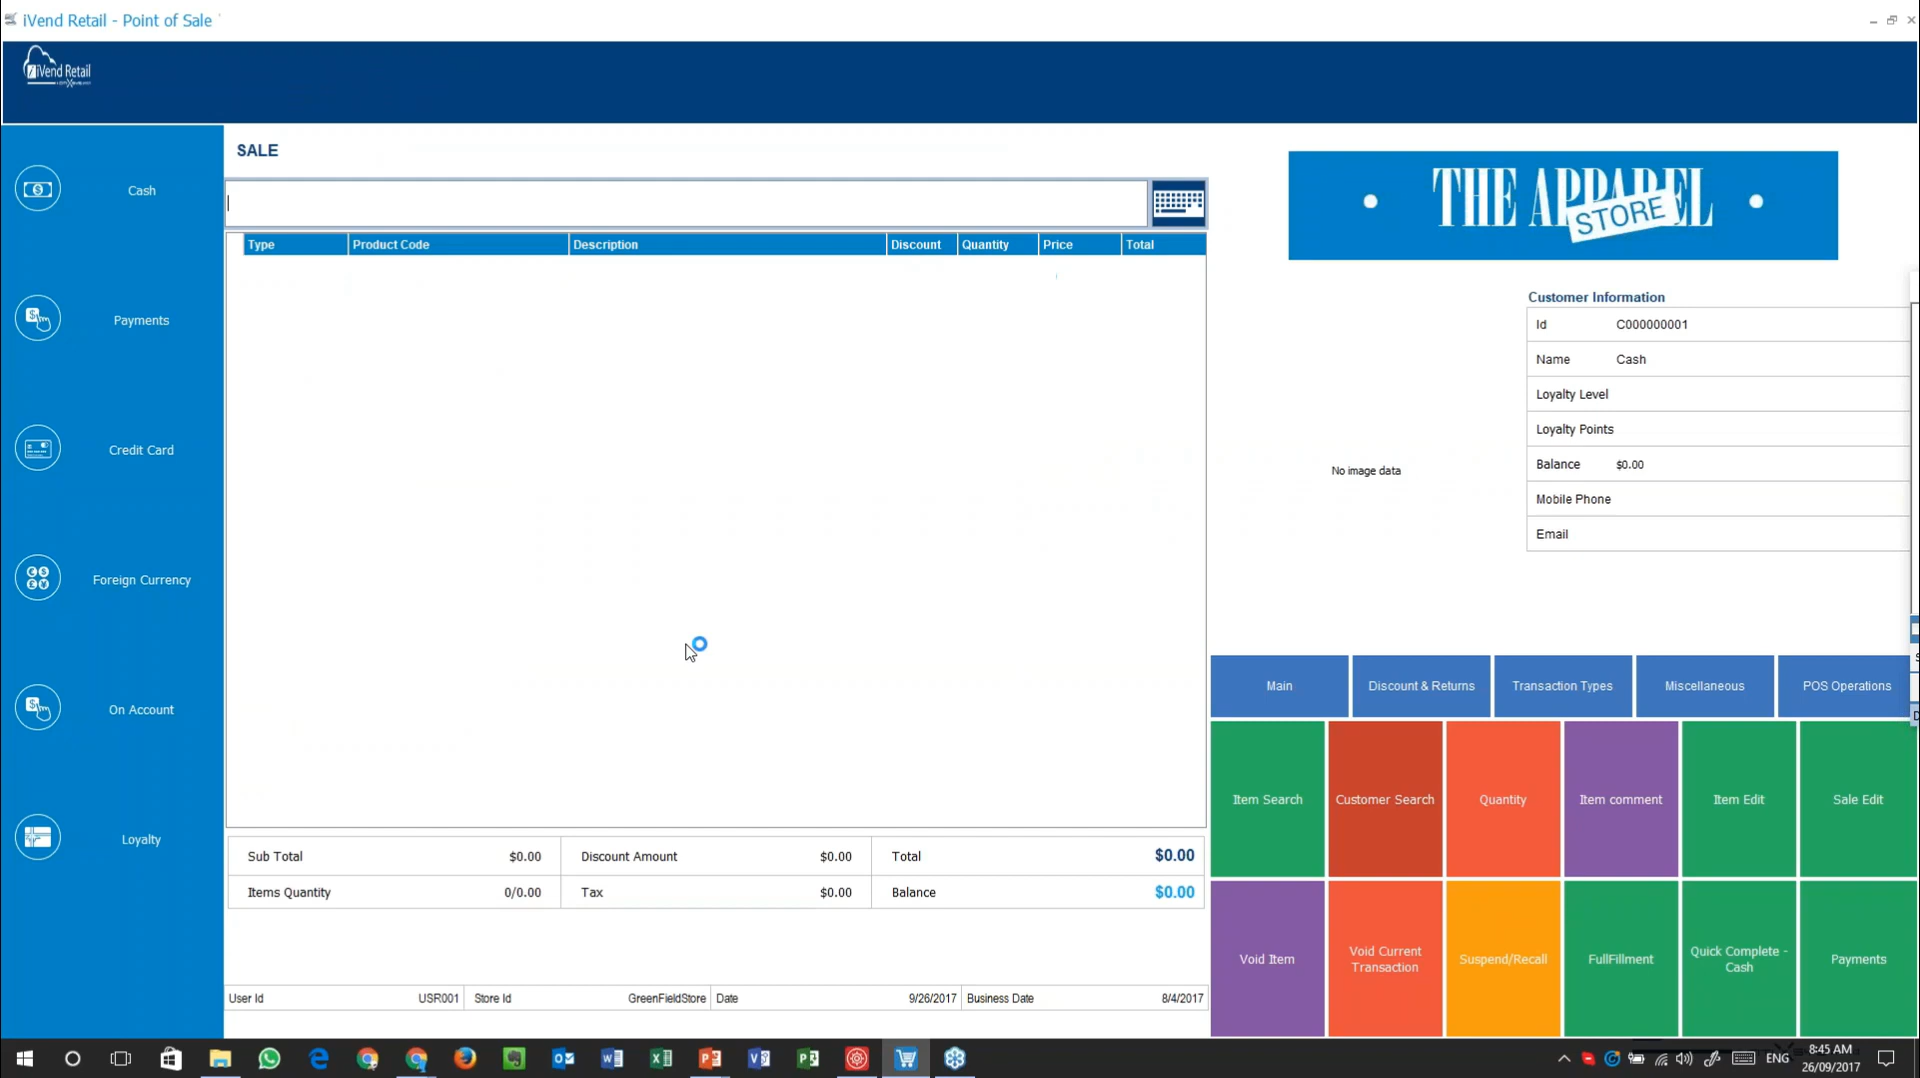 iVend Retail - Point of Sale
iVend Retail
SALE
Cash
Payments
Credit Card
Foreign Currency
On Account
Loyalty
Type Product Code Description Discount Quantity Price Total
THE APPAREL
STORE
Customer Information
Id C000000001
Name Cash
Loyalty Level
Loyalty Points
Balance $0.00
Mobile Phone
Email
No image data
Main Discount & Returns Transaction Types Miscellaneous POS Operations
Item Search Customer Search Quantity Item comment Item Edit Sale Edit
Void Item Void Current Transaction Suspend/Recall FullFillment Quick Complete - Cash Payments
Sub Total $0.00 Discount Amount $0.00 Total $0.00
Items Quantity 0/0.00 Tax $0.00 Balance $0.00
User Id USR001 Store Id GreenFieldStore Date 9/26/2017 Business Date 8/4/2017
ENG
8:45 AM
26/09/2017